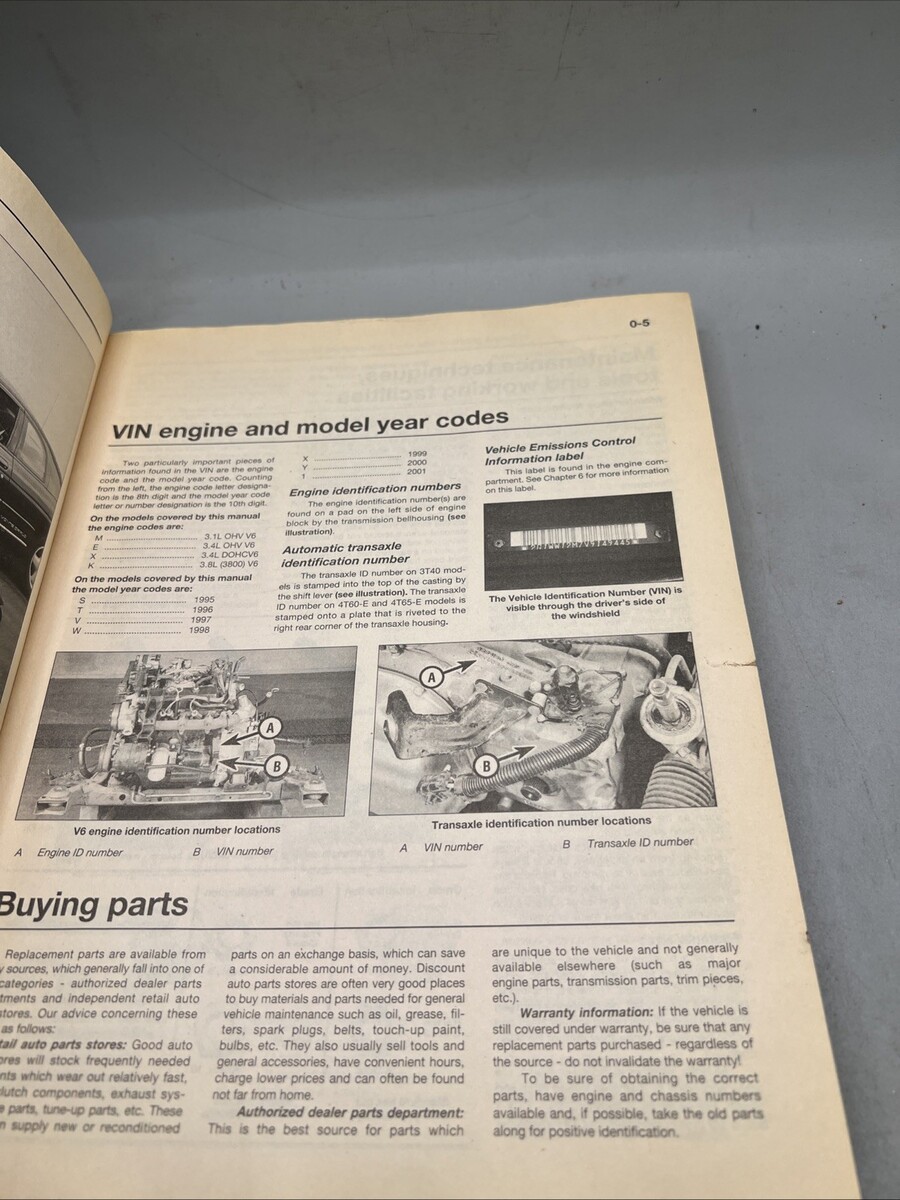 0-5
VIN engine and model year codes
Two particularly important pieces of
information found in the VIN are the engine
code and the model year code. Counting
from the left, the engine code letter designa-
tion is the 8th digit and the model year code
letter or number designation is the 10th digit.
On the models covered by this manual
the engine codes are:
M ........ 3.1L OHV V6
E ........ 3.4L OHV V6
X ........ 3.4L DOHCV6
K ........ 3.8L (3800) V6
On the models covered by this manual
the model year codes are:
S ........ 1995
T ........ 1996
V ........ 1997
W ........ 1998
X ........ 1999
Y ........ 2000
1 ........ 2001
Engine identification numbers
The engine identification number(s) are
found on a pad on the left side of engine
block by the transmission bellhousing (see
illustration).
Automatic transaxle
identification number
The transaxle ID number on 3T40 mod-
els is stamped into the top of the casting by
the shift lever (see illustration). The transaxle
ID number on 4T60-E and 4T65-E models is
stamped onto a plate that is riveted to the
right rear corner of the transaxle housing.
Vehicle Emissions Control
Information label
This label is found in the engine com-
partment. See Chapter 6 for more information
on this label.
The Vehicle Identification Number (VIN) is
visible through the driver's side of
the windshield
A
B
V6 engine identification number locations
A Engine ID number B VIN number
A
B
Transaxle identification number locations
A VIN number B Transaxle ID number
Buying parts
Replacement parts are available from
sources, which generally fall into one of
categories - authorized dealer parts
and independent retail auto
Our advice concerning these
as follows:
auto parts stores: Good auto
will stock frequently needed
which wear out relatively fast,
components, exhaust sys-
parts, tune-up parts, etc. These
supply new or reconditioned
parts on an exchange basis, which can save
a considerable amount of money. Discount
auto parts stores are often very good places
to buy materials and parts needed for general
vehicle maintenance such as oil, grease, fil-
ters, spark plugs, belts, touch-up paint,
bulbs, etc. They also usually sell tools and
general accessories, have convenient hours,
charge lower prices and can often be found
not far from home.
Authorized dealer parts department:
This is the best source for parts which
are unique to the vehicle and not generally
available elsewhere (such as major
engine parts, transmission parts, trim pieces,
etc.).
Warranty information: If the vehicle is
still covered under warranty, be sure that any
replacement parts purchased - regardless of
the source - do not invalidate the warranty!
To be sure of obtaining the correct
parts, have engine and chassis numbers
available and, if possible, take the old parts
along for positive identification.